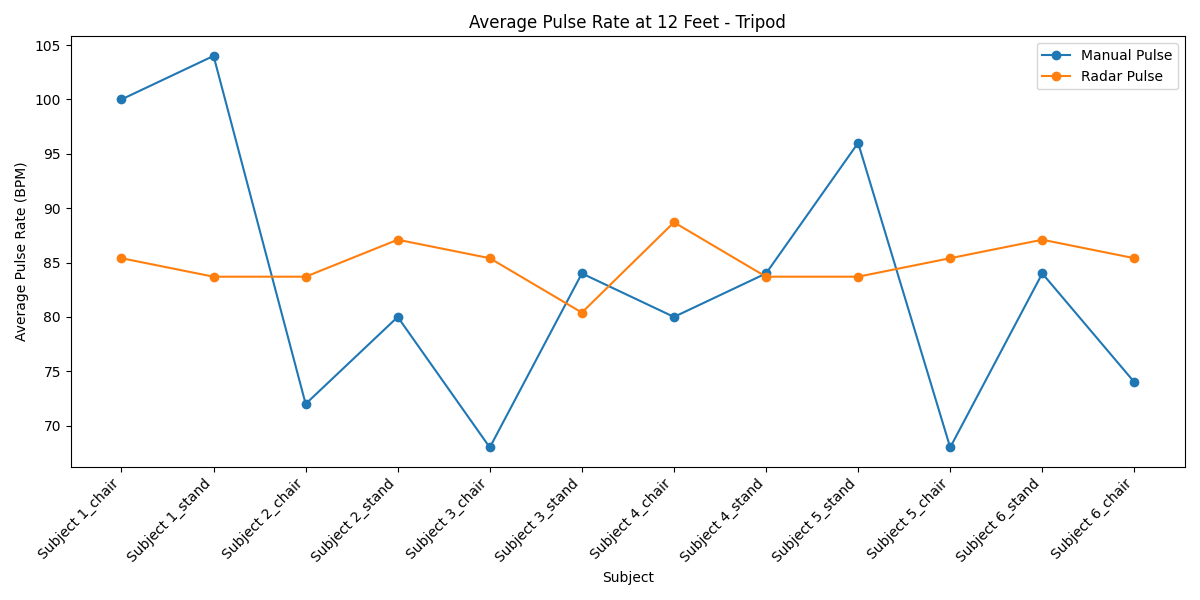 Average Pulse Rate at 12 Feet - Tripod
Manual Pulse
Radar Pulse
Average Pulse Rate (BPM)
105
100
95
90
85
80
75
70
Subject 1_chair
Subject 1_stand
Subject 2_chair
Subject 2_stand
Subject 3_chair
Subject 3_stand
Subject 4_chair
Subject 4_stand
Subject 5_stand
Subject 5_chair
Subject 6_stand
Subject 6_chair
Subject